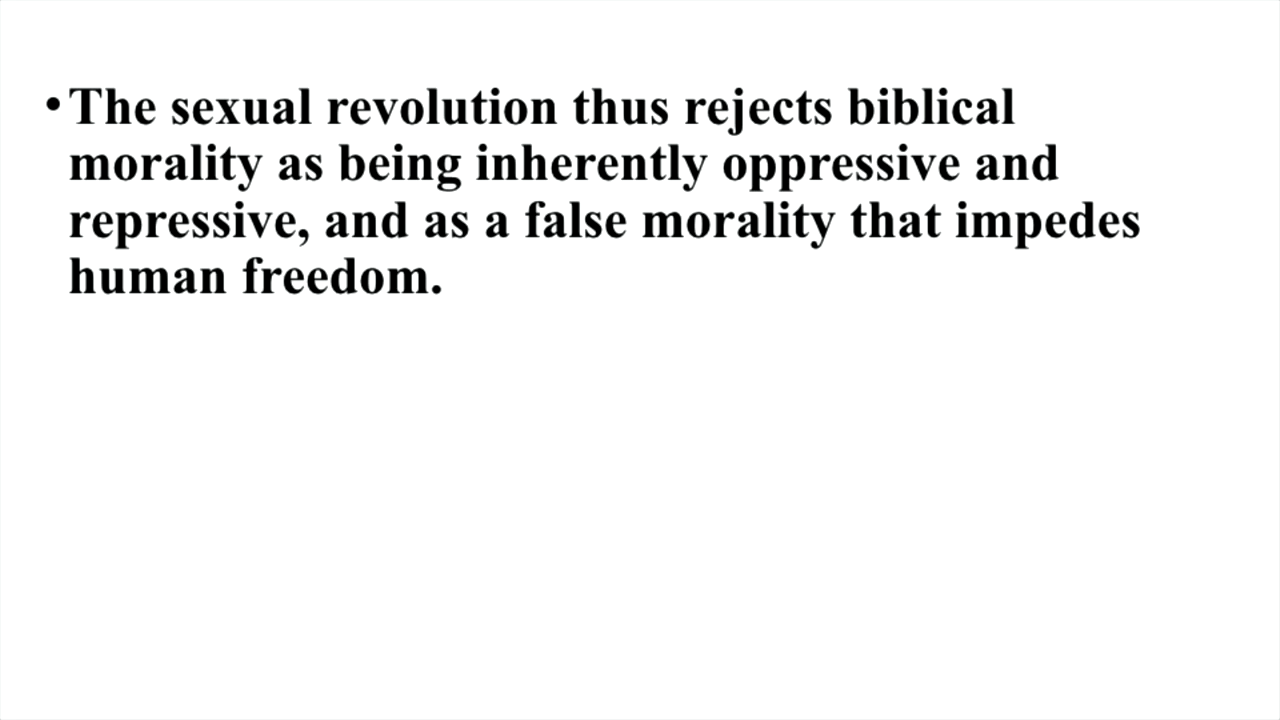 • The sexual revolution thus rejects biblical
morality as being inherently oppressive and
repressive, and as a false morality that impedes
human freedom.